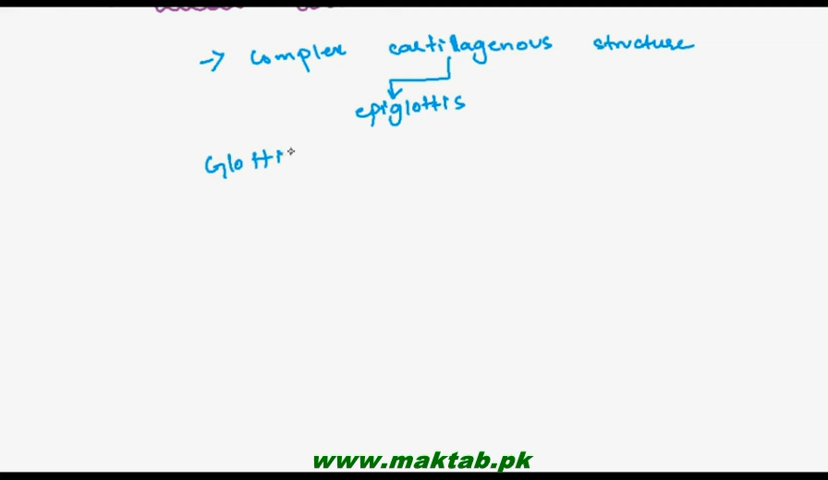 → complex cartilagenous structure
epiglottis
Glotti
www.maktab.pk